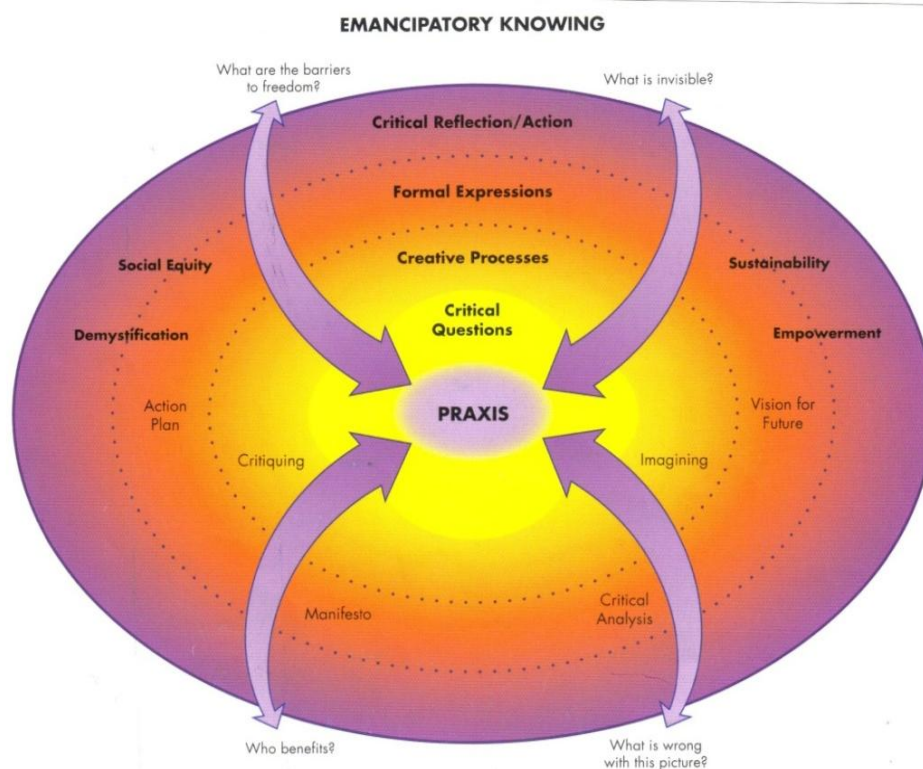 EMANCIPATORY KNOWING
What are the barriers
to freedom?
What is invisible?
Critical Reflection/Action
Formal Expressions
Social Equity
Creative Processes
Sustainability
Critical
Questions
Demystification
Empowerment
PRAXIS
Action
Plan
Vision for
Future
Critiquing
Imagining
Manifesto
Critical
Analysis
Who benefits?
What is wrong
with this picture?